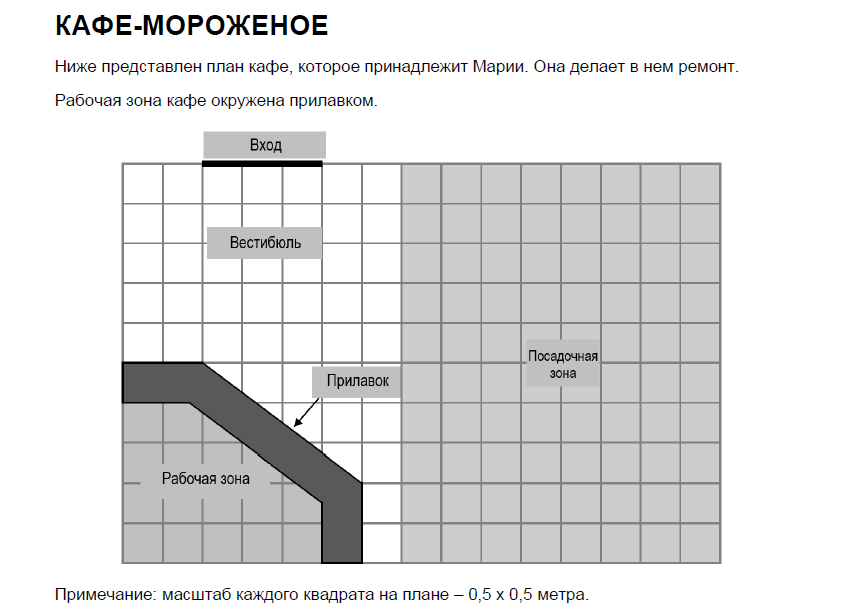 КАФЕ-МОРОЖЕНОЕ
Ниже представлен план кафе, которое принадлежит Марии. Она делает в нем ремонт.
Рабочая зона кафе окружена прилавком.
Вход
Вестибюль
Посадочная
зона
Прилавок
Рабочая зона
Примечание: масштаб каждого квадрата на плане – 0,5 х 0,5 метра.